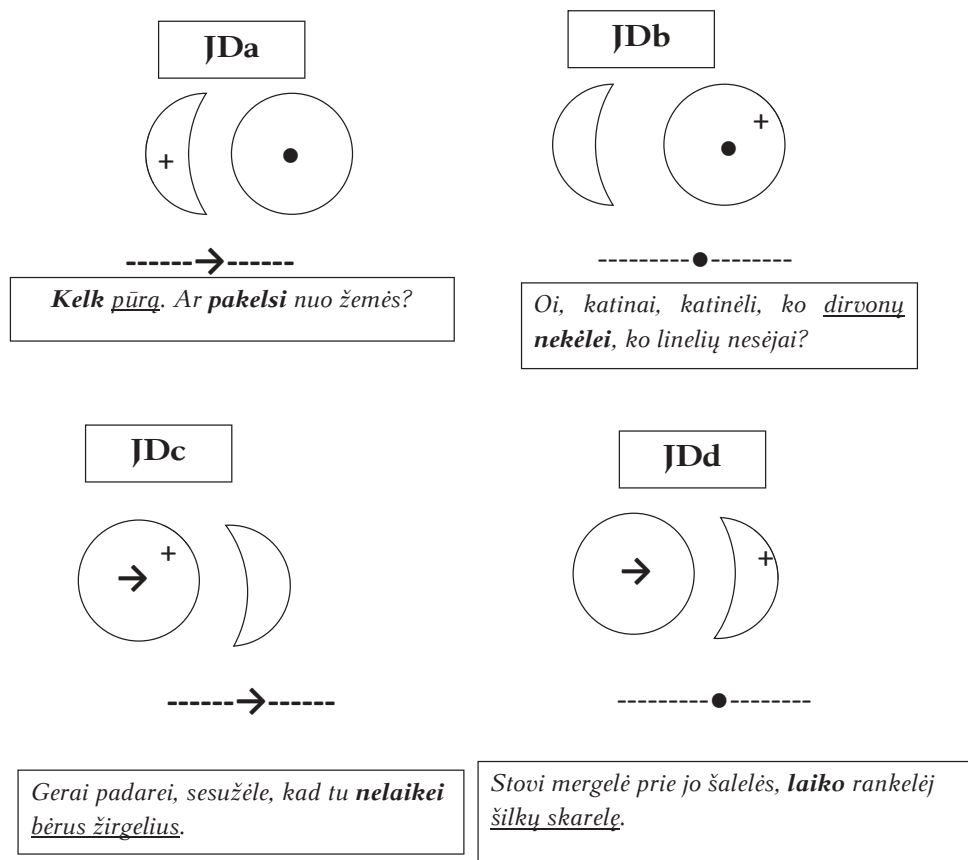 JDa
JDb
+
+
Kelk pūrą. Ar pakelsi nuo žemės?
Oi, katinai, katinėli, ko dirvonų
nekėlei, ko linelių nesėjai?
JDc
JDd
+
+
Gerai padarei, sesužėle, kad tu nelaikei
bėrus žirgelius.
Stovi mergelė prie jo šalelės, laiko rankelėj
šilkų skarelę.